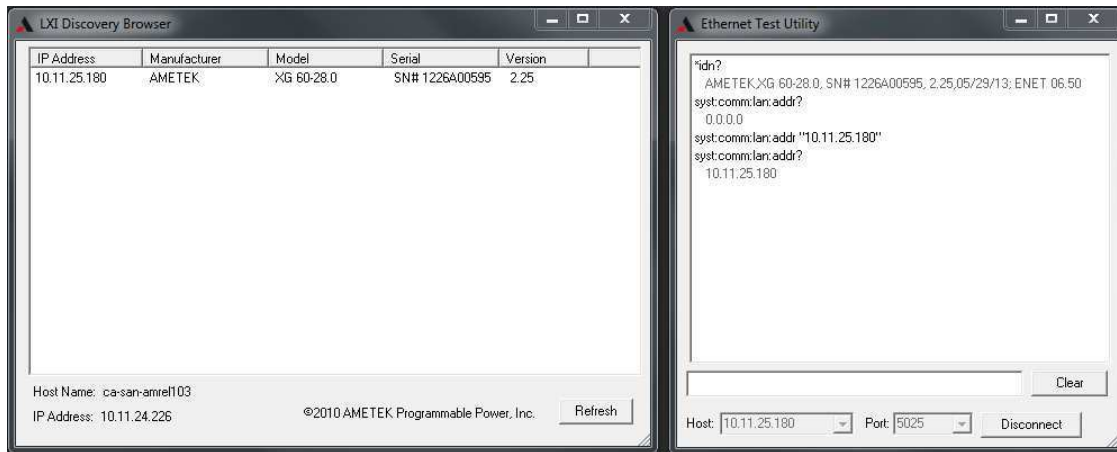 LXI Discovery Browser
IP Address Manufacturer Model Serial Version
10.11.25.180 AMETEK XG 60-28.0 SN# 1226A00595 2.25
Host Name: ca-san-amrel103
IP Address: 10.11.24.226
©2010 AMETEK Programmable Power, Inc.
Refresh
Ethernet Test Utility
*idn?
AMETEK,XG 60-28.0, SN# 1226A00595, 2.25,05/29/13; ENET 06.50
syst:comm:lan:addr?
0.0.0.0
syst:comm:lan:addr "10.11.25.180"
syst:comm:lan:addr?
10.11.25.180
Clear
Host: 10.11.25.180 Port: 5025 Disconnect